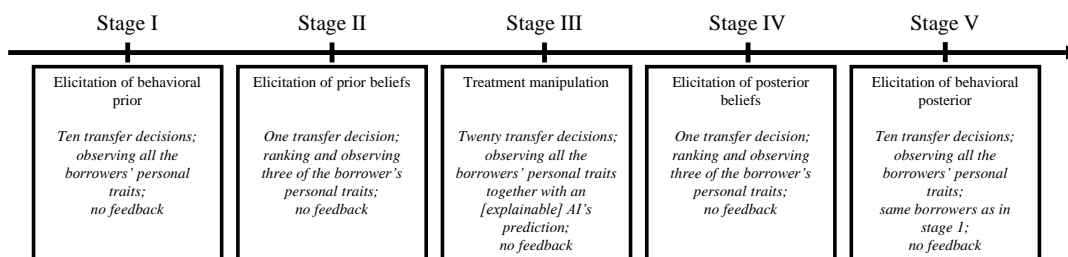 Stage I
Stage II
Stage III
Stage IV
Stage V
Elicitation of behavioral
prior
Ten transfer decisions;
observing all the
borrowers' personal
traits;
no feedback
Elicitation of prior beliefs
One transfer decision;
ranking and observing
three of the borrower's
personal traits;
no feedback
Treatment manipulation
Twenty transfer decisions;
observing all the
borrowers' personal traits
together with an
[explainable] AI's
prediction;
no feedback
Elicitation of posterior
beliefs
One transfer decision;
ranking and observing
three of the borrower's
personal traits;
no feedback
Elicitation of behavioral
posterior
Ten transfer decisions;
observing all the
borrowers' personal
traits;
same borrowers as in
stage 1;
no feedback